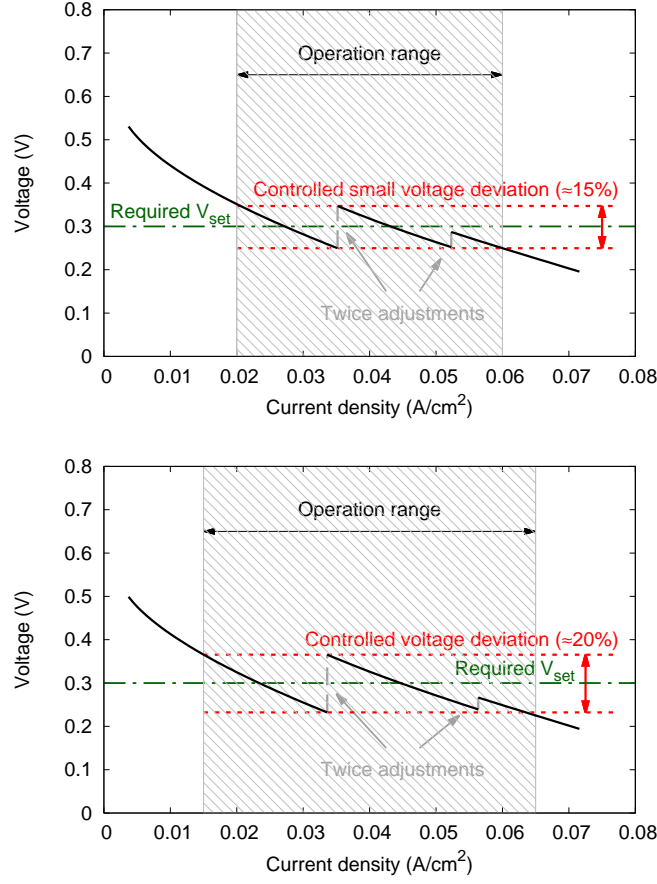 0.8
0.7
0.6
0.5
0.4
0.3
0.2
0.1
0
Voltage (V)
Operation range
Controlled small voltage deviation (≈15%)
Required V_set
Twice adjustments
0 0.01 0.02 0.03 0.04 0.05 0.06 0.07 0.08
Current density (A/cm²)
0.8
0.7
0.6
0.5
0.4
0.3
0.2
0.1
0
Voltage (V)
Operation range
Controlled voltage deviation (≈20%)
Required V_set
Twice adjustments
0 0.01 0.02 0.03 0.04 0.05 0.06 0.07 0.08
Current density (A/cm²)